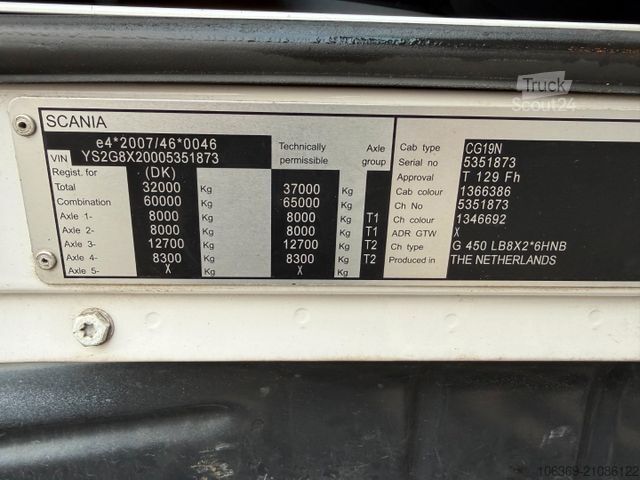 Truck
Scout24
SCANIA
e4*2007/46*0046
VIN YS2G8X20005351873
Technically permissible
Axle group
Regist. for (DK)
Total 32000 Kg 37000 Kg
Combination 60000 Kg 65000 Kg
Axle 1- 8000 Kg 8000 Kg T1
Axle 2- 8000 Kg 8000 Kg T1
Axle 3- 12700 Kg 12700 Kg T2
Axle 4- 8300 Kg 8300 Kg T2
Axle 5- X Kg X Kg
Cab type CG19N
Serial no 5351873
Approval T 129 Fh
Cab colour 1366386
Ch No 5351873
Ch colour 1346692
ADR GTW X
Ch type G 450 LB8X2*6HNB
Produced in THE NETHERLANDS
106369-21086122